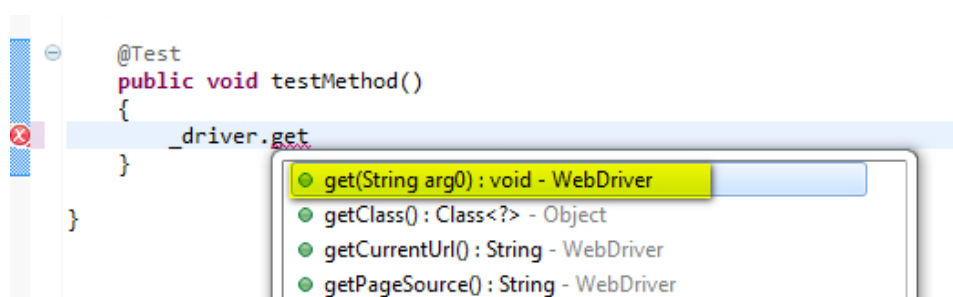 @Test
public void testMethod()
{
_driver.get
}
get(String arg0) : void - WebDriver
getClass() : Class<?> - Object
}
getCurrentUrl() : String - WebDriver
getPageSource() : String - WebDriver